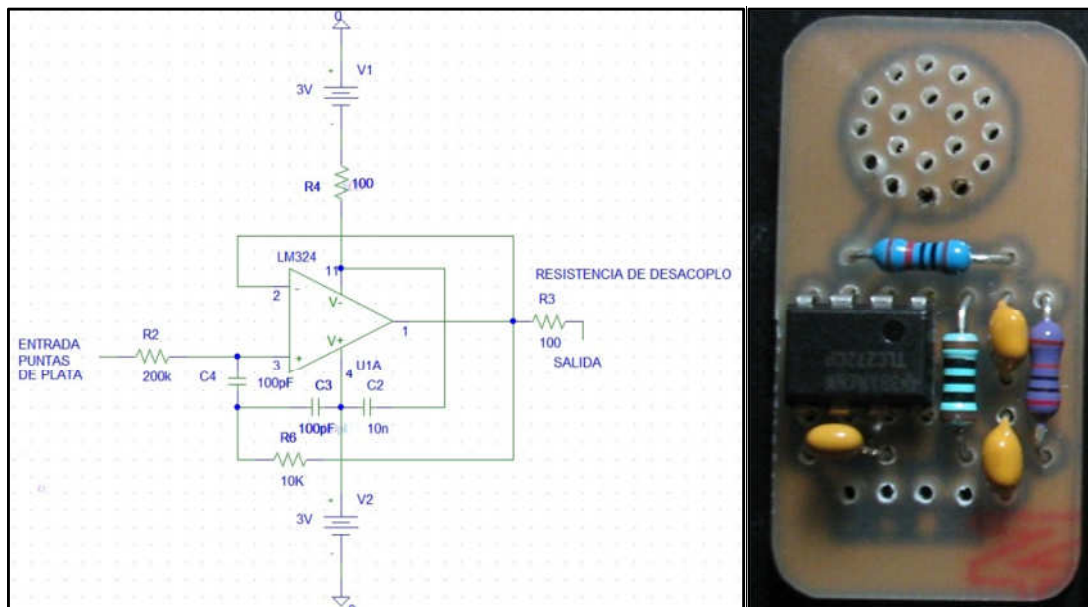 0
+
V1
3V
-
R4
100
LM324
11
2
-
V-
RESISTENCIA DE DESACOPLO
R3
V+
1
100
SALIDA
ENTRADA
PUNTAS
DE PLATA
R2
200k
3
+
U1A
4
C4
100pF
C3
C2
100pF
10n
R6
10K
+
V2
3V
-